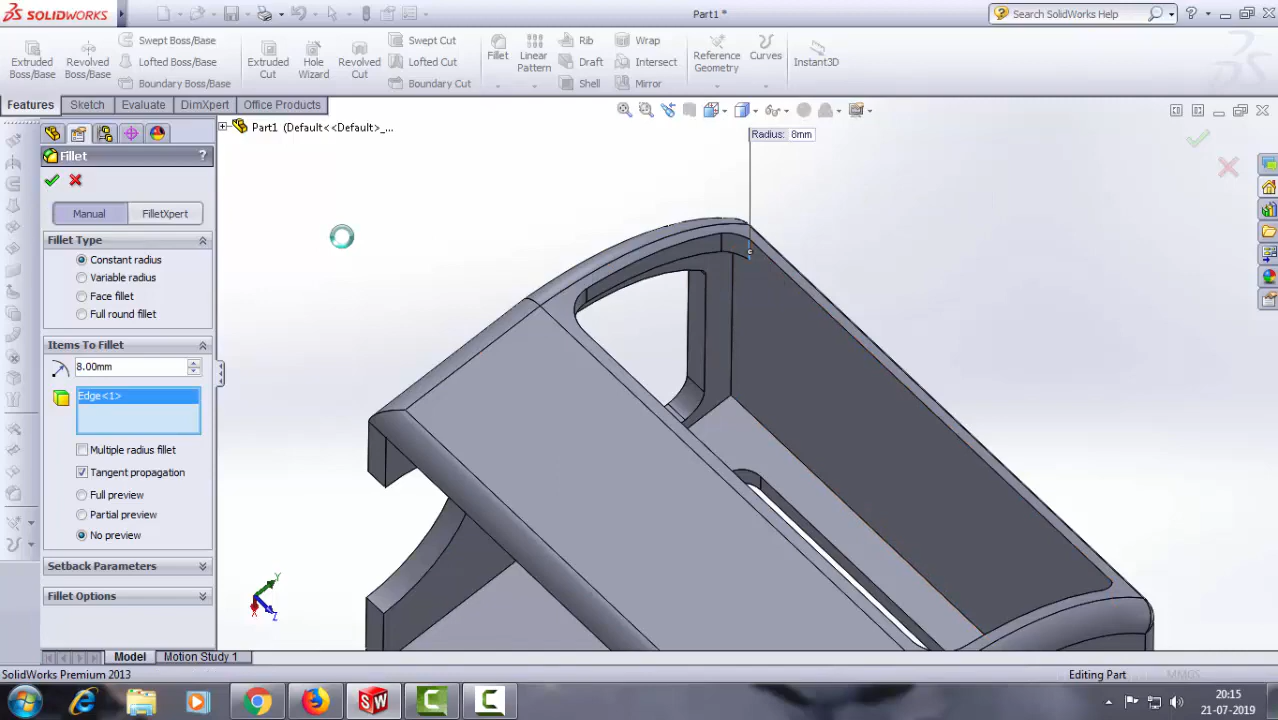 SOLIDWORKS
Part1 *
Search SolidWorks Help
Extruded Boss/Base
Revolved Boss/Base
Swept Boss/Base
Lofted Boss/Base
Boundary Boss/Base
Extruded Cut
Hole Wizard
Revolved Cut
Swept Cut
Lofted Cut
Boundary Cut
Fillet
Linear Pattern
Rib
Draft
Shell
Wrap
Intersect
Mirror
Reference Geometry
Curves
Instant3D
Features
Sketch
Evaluate
DimXpert
Office Products
Part1 (Default<<Default>_...
Radius: 8mm
Fillet
?
Manual
FilletXpert
Fillet Type
Constant radius
Variable radius
Face fillet
Full round fillet
Items To Fillet
8.00mm
Edge<1>
Multiple radius fillet
Tangent propagation
Full preview
Partial preview
No preview
Setback Parameters
Fillet Options
Y
X
Z
Model
Motion Study 1
SolidWorks Premium 2013
Editing Part
MMGS
20:15
21-07-2019